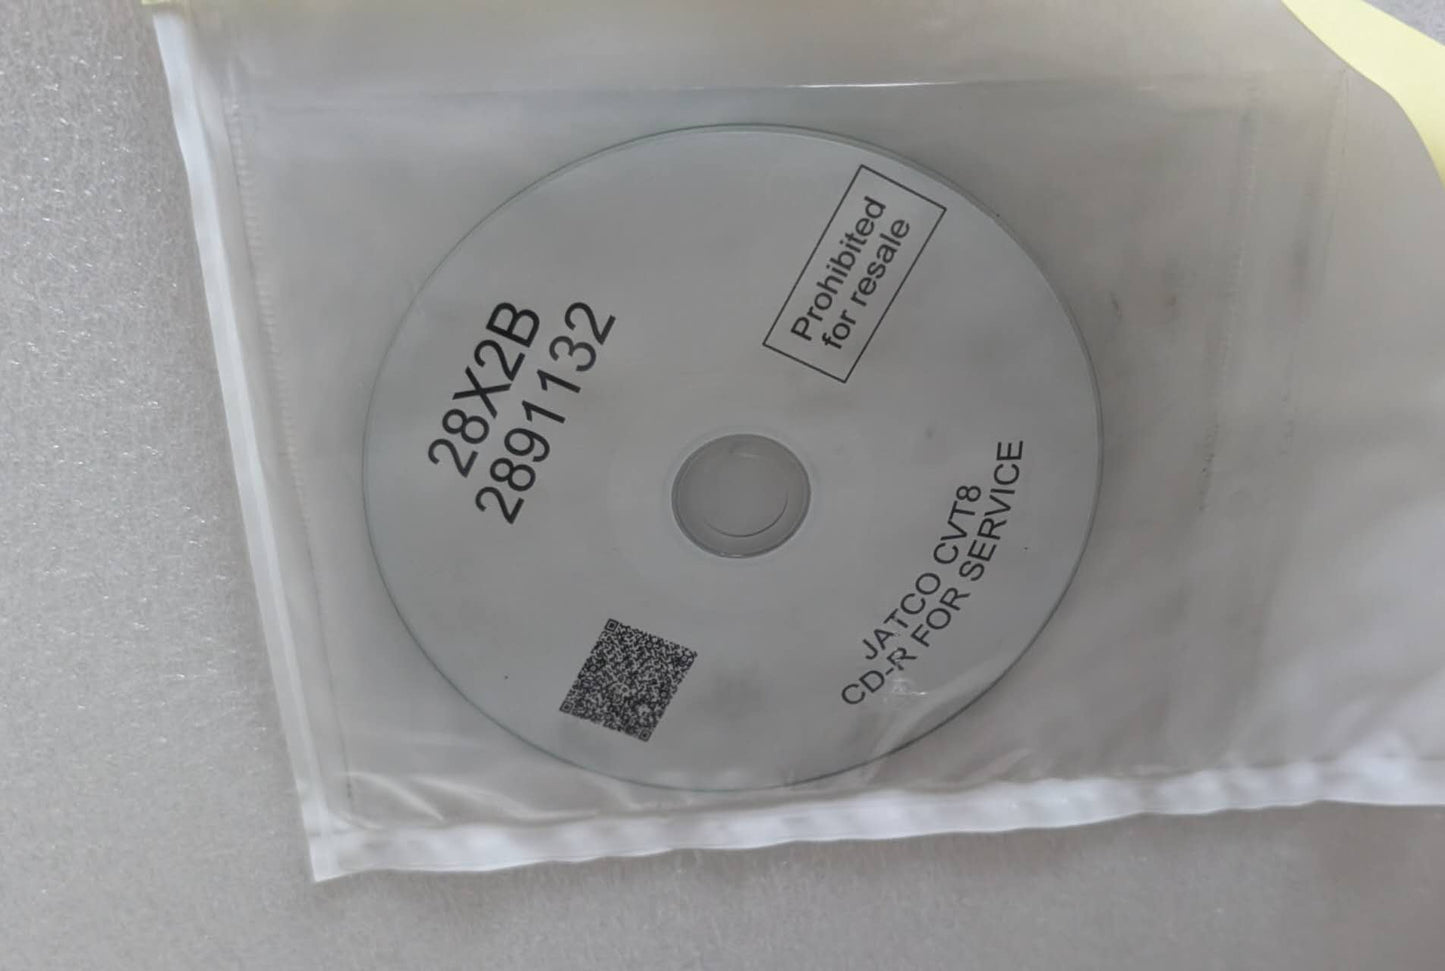 28X2B
2891132
Prohibited
for resale
JATCO CVT8
CD-R FOR SERVICE